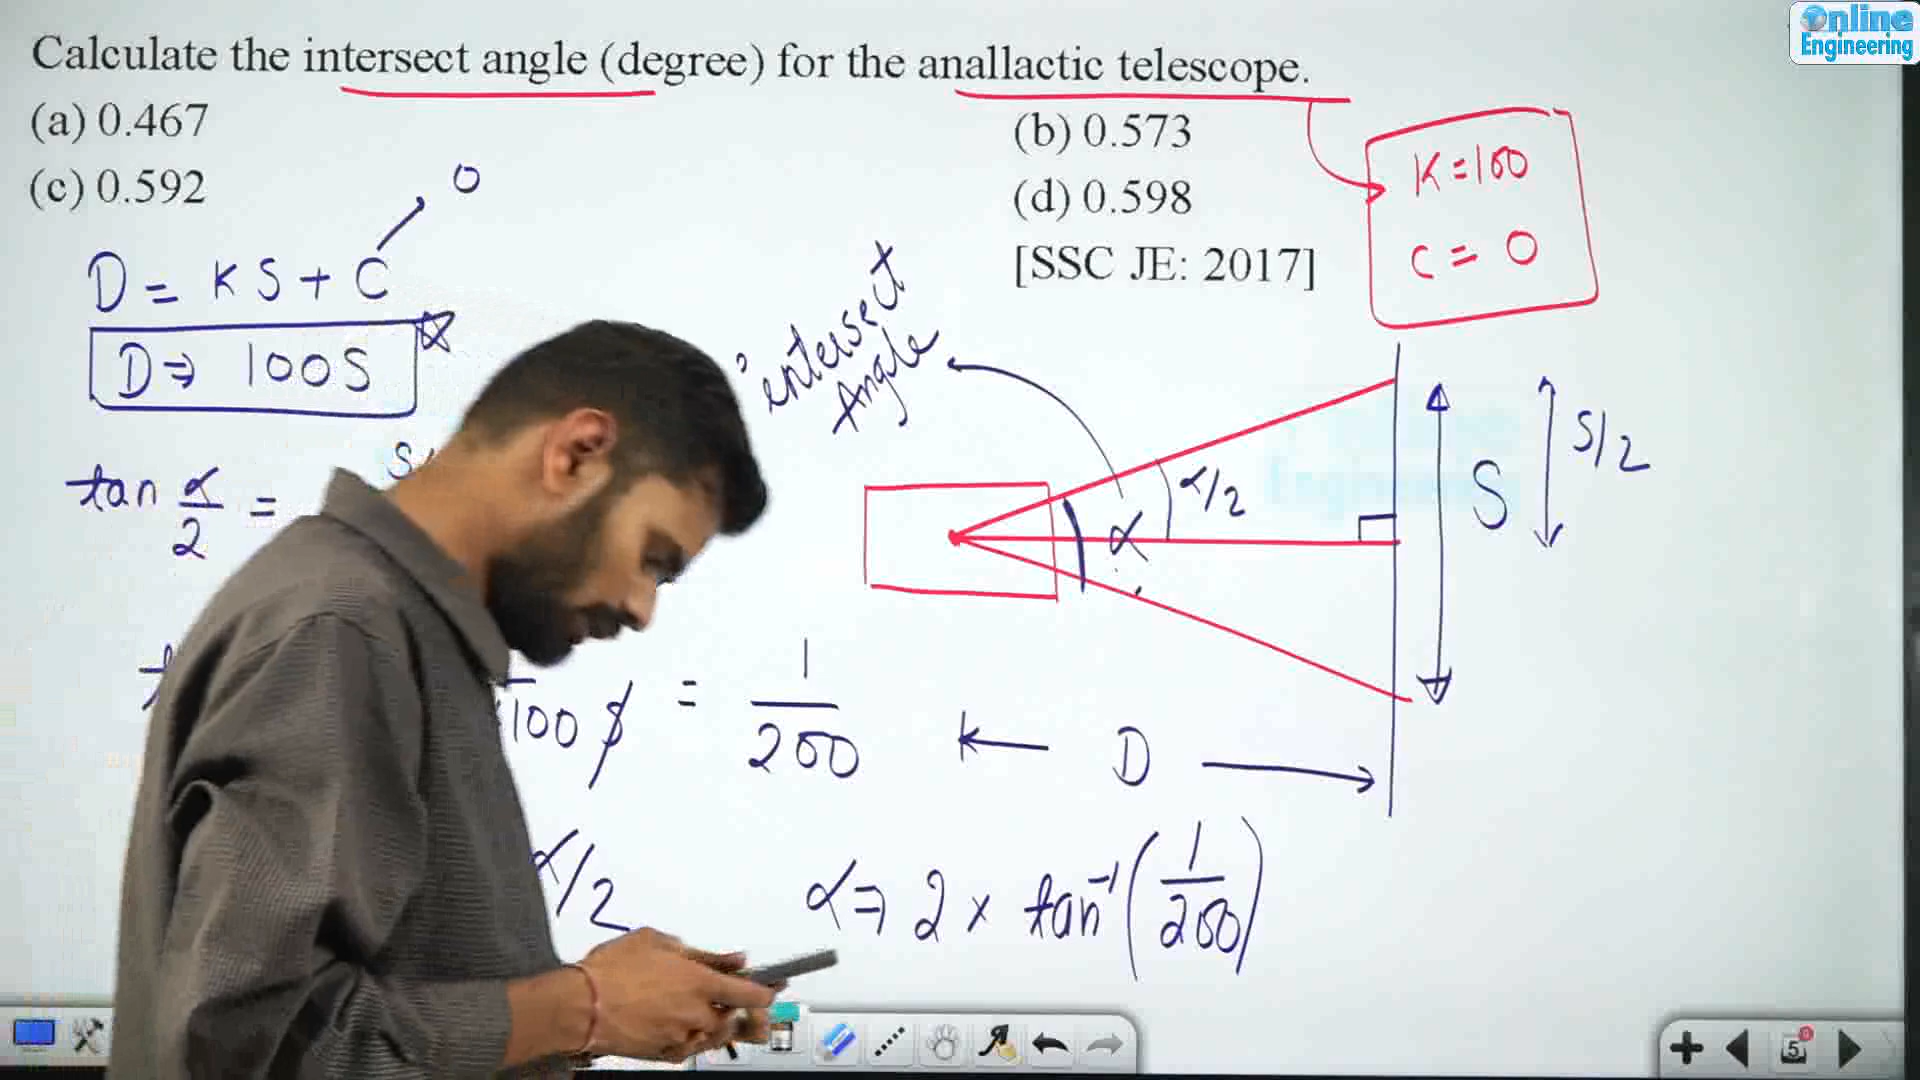 Online
Engineering
Calculate the intersect angle (degree) for the anallactic telescope.
(a) 0.467
(b) 0.573
(c) 0.592
(d) 0.598
[SSC JE: 2017]
K=100
C = 0
0
D = KS + C
D ⇒ 100S
intersect
Angle
tan α/2 =
S
α/2
α
S
S/2
100 S = 1/200
D
α/2
α ⇒ 2 × tan⁻¹(1/200)
5